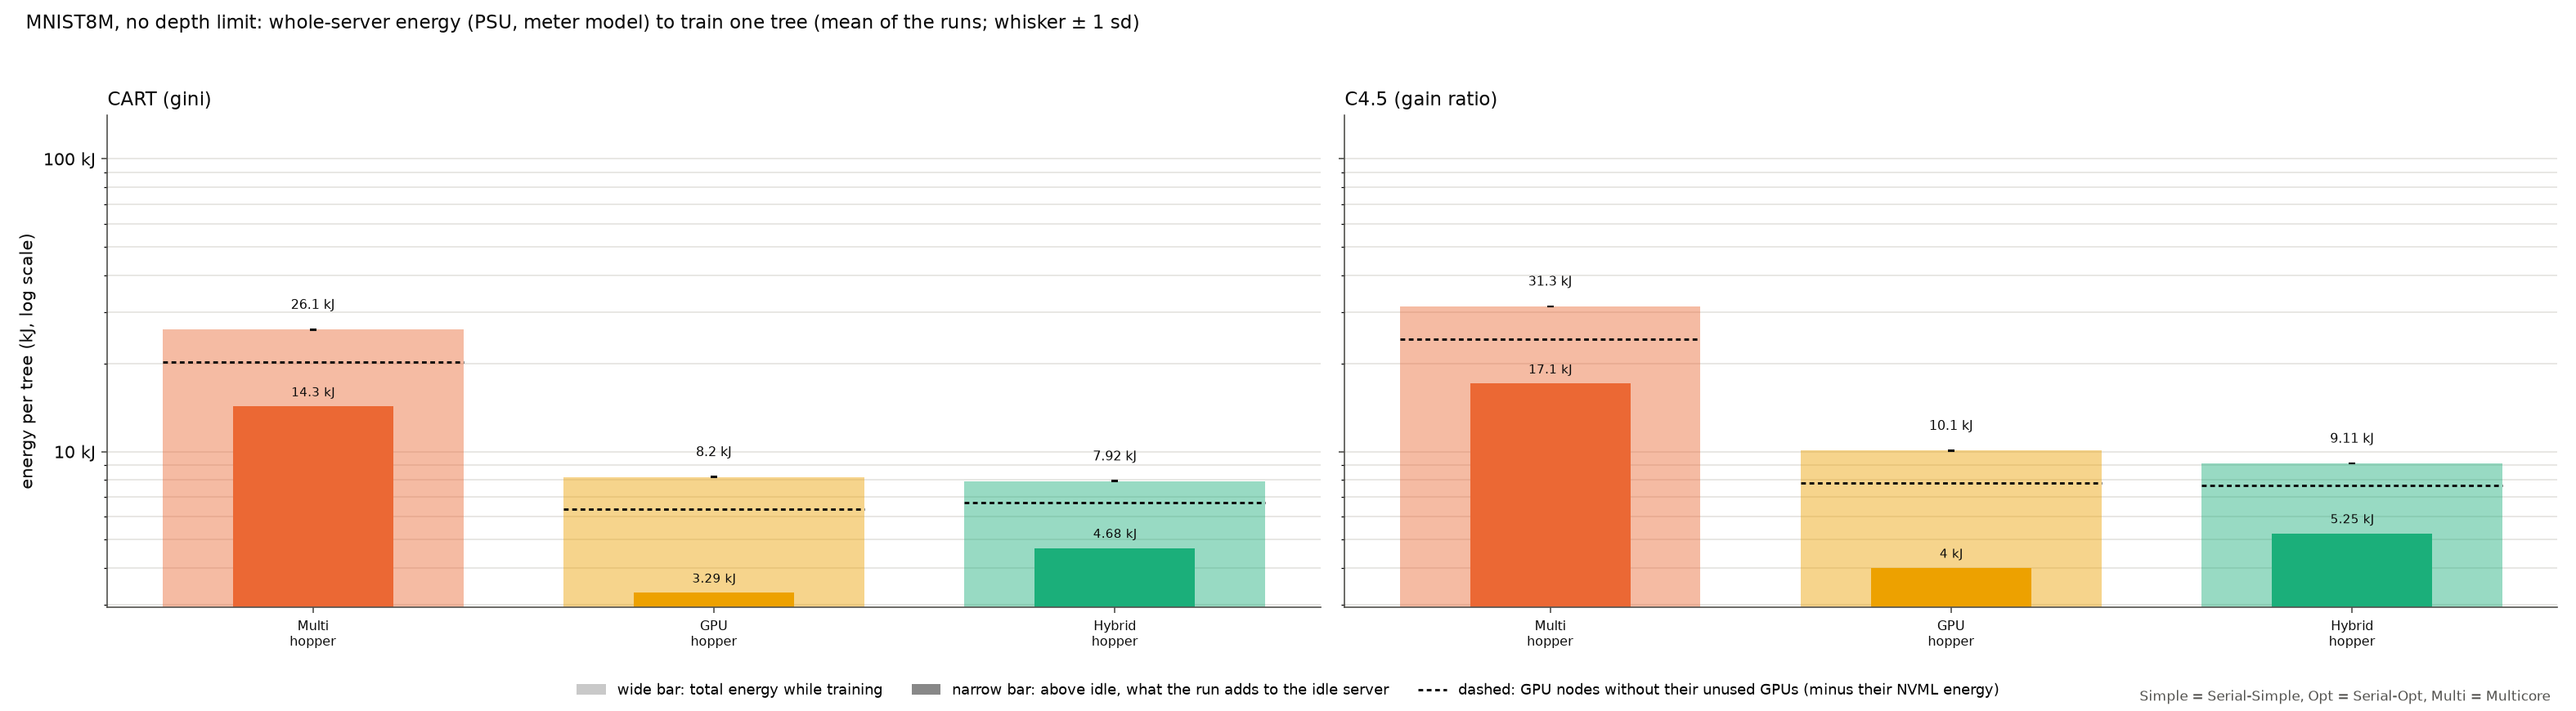 MNIST8M, no depth limit: whole-server energy (PSU, meter model) to train one tree (mean of the runs; whisker ± 1 sd)
CART (gini)
C4.5 (gain ratio)
energy per tree (kJ, log scale)
100 kJ
10 kJ
26.1 kJ
14.3 kJ
8.2 kJ
3.29 kJ
7.92 kJ
4.68 kJ
31.3 kJ
17.1 kJ
10.1 kJ
4 kJ
9.11 kJ
5.25 kJ
Multi
hopper
GPU
hopper
Hybrid
hopper
Multi
hopper
GPU
hopper
Hybrid
hopper
wide bar: total energy while training
narrow bar: above idle, what the run adds to the idle server
dashed: GPU nodes without their unused GPUs (minus their NVML energy)
Simple = Serial-Simple, Opt = Serial-Opt, Multi = Multicore